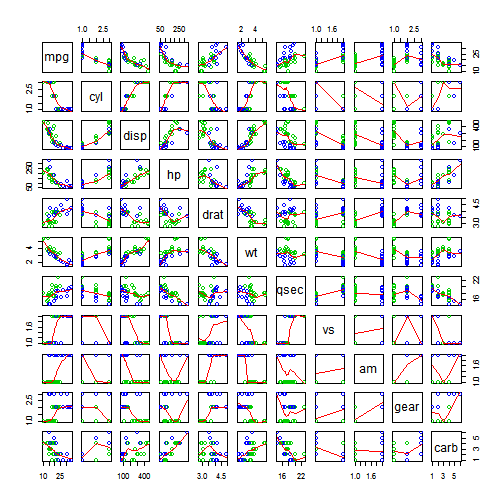 1.0 2.5 50 250 2 4 1.0 1.6 1.0 2.5
mpg 10 25
1.0 2.5 cyl
disp 100 400
50 250 hp
drat 3.0 4.5
2 4 wt
qsec 16 22
1.0 1.6 vs
am 1.0 1.6
1.0 2.5 gear
carb 1 3 5
10 25 100 400 3.0 4.5 16 22 1.0 1.6 1 3 5